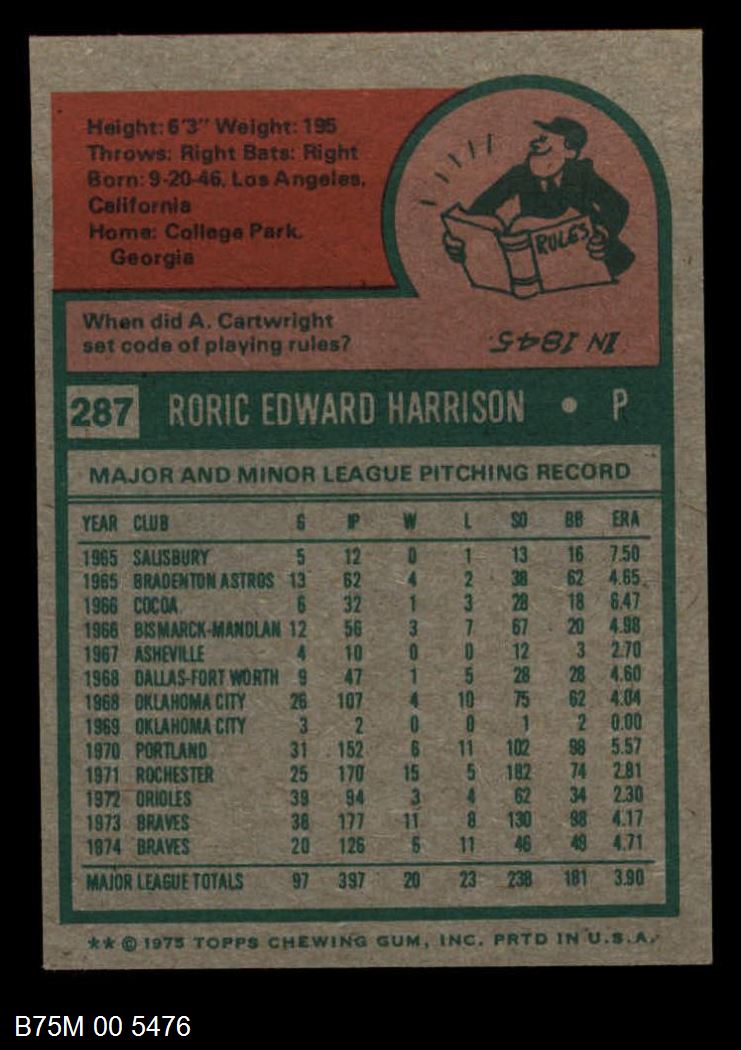 Height: 6'3" Weight: 195
Throws: Right Bats: Right
Born: 9-20-46, Los Angeles,
California
Home: College Park,
Georgia
RULES
When did A. Cartwright
set code of playing rules?
IN 1845.
287 RORIC EDWARD HARRISON • P
MAJOR AND MINOR LEAGUE PITCHING RECORD
YEAR CLUB G IP W L SO BB ERA
1965 SALISBURY 5 12 0 1 13 16 7.50
1965 BRADENTON ASTROS 13 62 4 2 38 62 4.65
1966 COCOA 6 32 1 3 28 18 6.47
1966 BISMARCK-MANDLAN 12 56 3 7 67 20 4.98
1967 ASHEVILLE 4 10 0 0 12 3 2.70
1968 DALLAS-FORT WORTH 9 47 1 5 28 28 4.60
1968 OKLAHOMA CITY 26 107 4 10 75 62 4.04
1969 OKLAHOMA CITY 3 2 0 0 1 2 0.00
1970 PORTLAND 31 152 6 11 102 98 5.57
1971 ROCHESTER 25 170 15 5 182 74 2.81
1972 ORIOLES 39 94 3 4 62 34 2.30
1973 BRAVES 38 177 11 8 130 98 4.17
1974 BRAVES 20 126 6 11 46 49 4.71
MAJOR LEAGUE TOTALS 97 397 20 23 238 181 3.90
** © 1975 TOPPS CHEWING GUM, INC. PRTD IN U.S.A.
B75M 00 5476